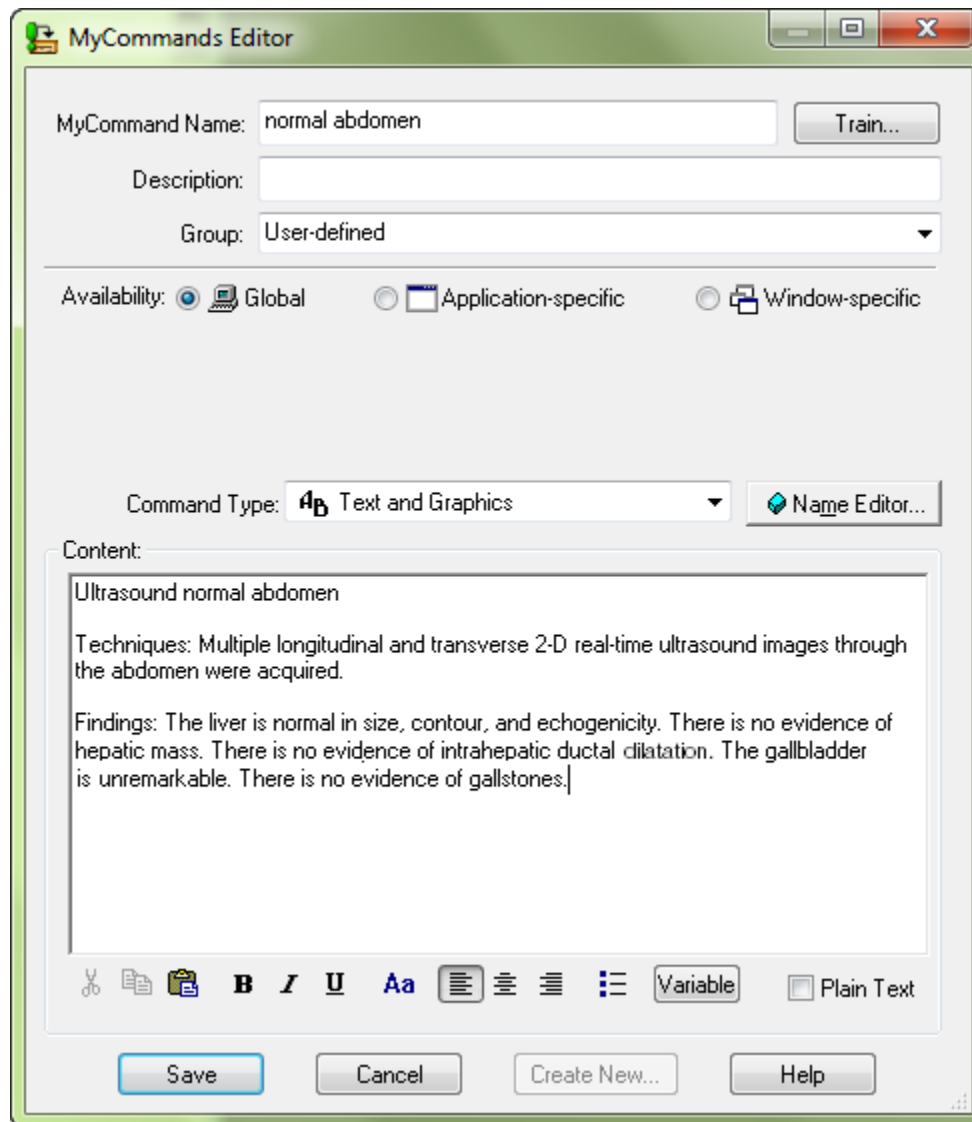 MyCommands Editor
MyCommand Name: normal abdomen Train...
Description:
Group: User-defined
Availability: Global Application-specific Window-specific
Command Type: AB Text and Graphics Name Editor...
Content:
Ultrasound normal abdomen
Techniques: Multiple longitudinal and transverse 2-D real-time ultrasound images through
the abdomen were acquired.
Findings: The liver is normal in size, contour, and echogenicity. There is no evidence of
hepatic mass. There is no evidence of intrahepatic ductal dilatation. The gallbladder
is unremarkable. There is no evidence of gallstones.
B I U Aa Variable Plain Text
Save Cancel Create New... Help